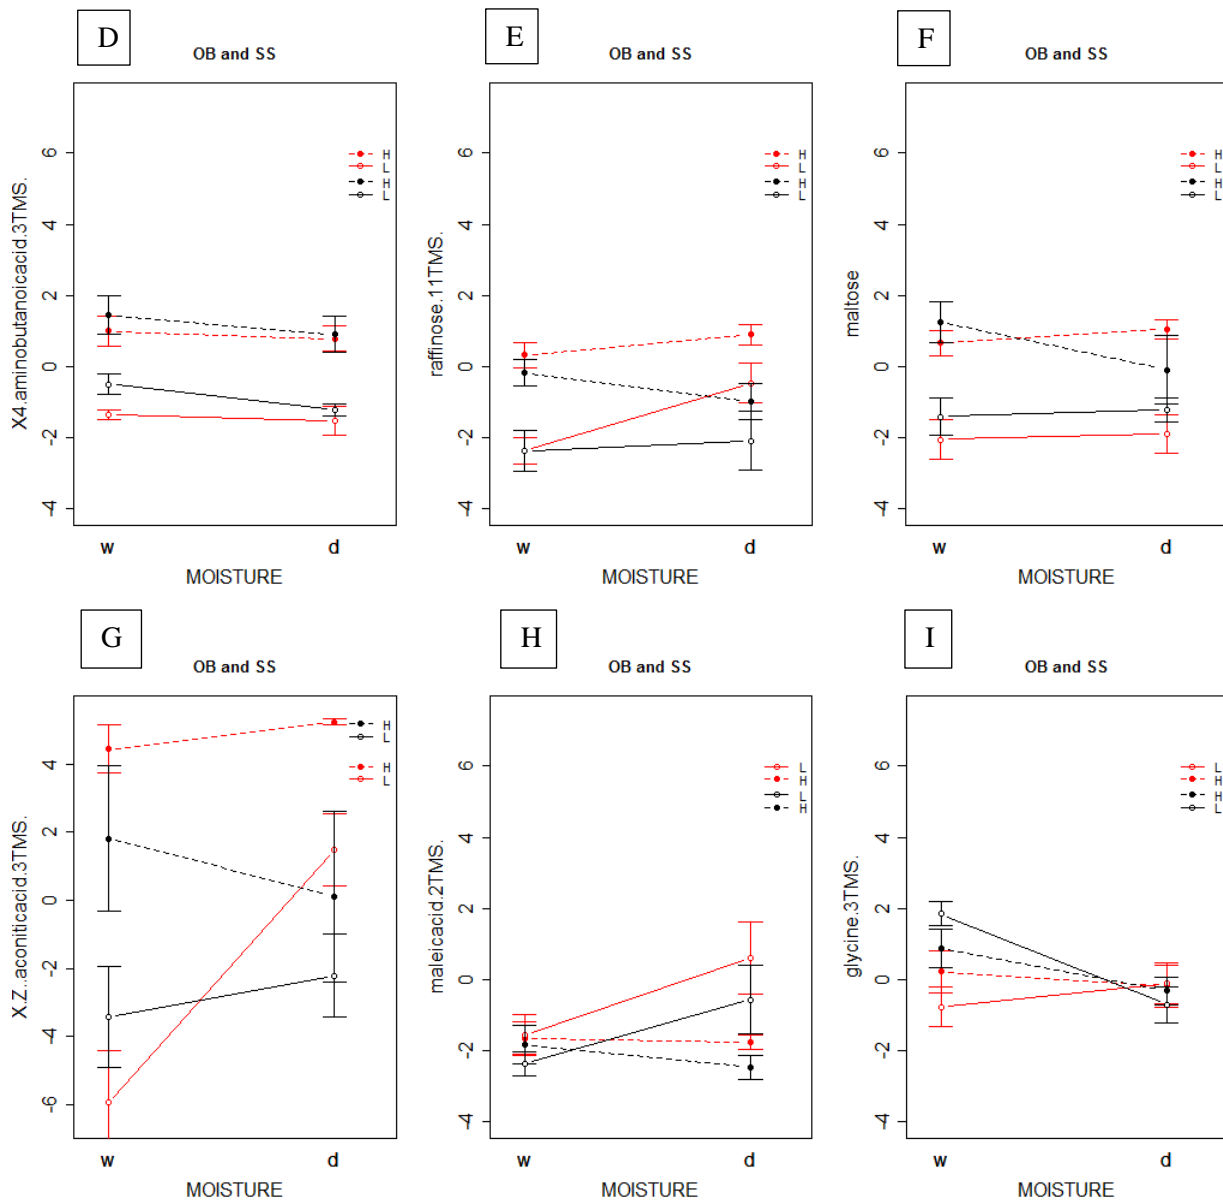 D
OB and SS
X4.aminobutanoicacid.3TMS.
6
4
2
0
-2
-4
H
L
H
L
w
d
MOISTURE
E
OB and SS
raffinose.11TMS.
6
4
2
0
-2
-4
H
L
H
L
w
d
MOISTURE
F
OB and SS
maltose
6
4
2
0
-2
-4
H
L
H
L
w
d
MOISTURE
G
OB and SS
X.Z..aconiticacid.3TMS.
4
2
0
-2
-4
-6
H
L
H
L
w
d
MOISTURE
H
OB and SS
maleicacid.2TMS.
6
4
2
0
-2
-4
L
H
L
H
w
d
MOISTURE
I
OB and SS
glycine.3TMS.
6
4
2
0
-2
-4
L
H
H
L
w
d
MOISTURE